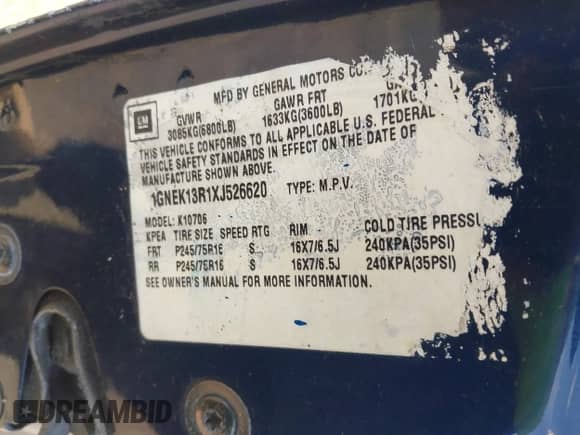 MFD BY GENERAL MOTORS CO
GM
GVWR GAWR FRT
3085KG(6800LB) 1633KG(3600LB) 1701KG
THIS VEHICLE CONFORMS TO ALL APPLICABLE U.S. FEDERAL
VEHICLE SAFETY STANDARDS IN EFFECT ON THE DATE OF
MANUFACTURE SHOWN ABOVE.
1GNEK13R1XJ526620 TYPE: M.P.V.
MODEL: K10706
KPEA TIRE SIZE SPEED RTG RIM COLD TIRE PRESSU
FRT P245/75R16 S 16X7/6.5J 240KPA(35PSI)
RR P245/75R16 S 16X7/6.5J 240KPA(35PSI)
SEE OWNER'S MANUAL FOR MORE INFORMATION.
DREAMBID